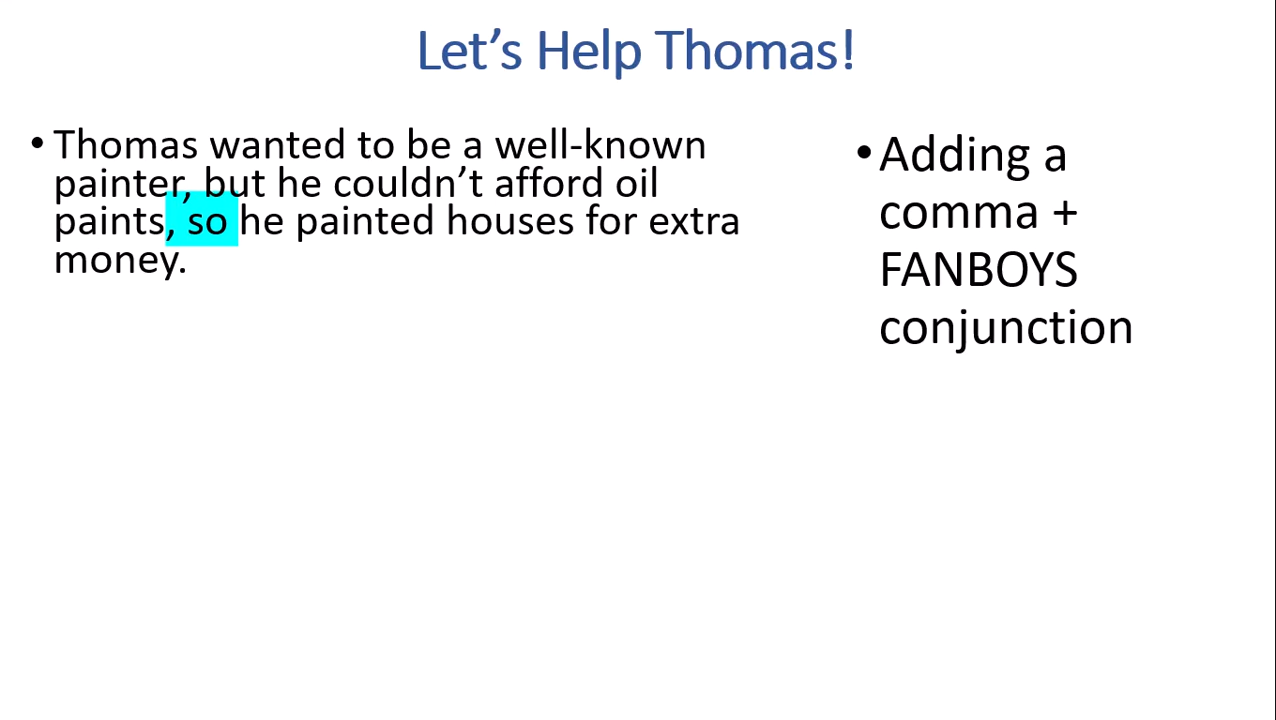 Let’s Help Thomas!
• Thomas wanted to be a well-known
painter, but he couldn’t afford oil
paints, so he painted houses for extra
money.
• Adding a
comma +
FANBOYS
conjunction